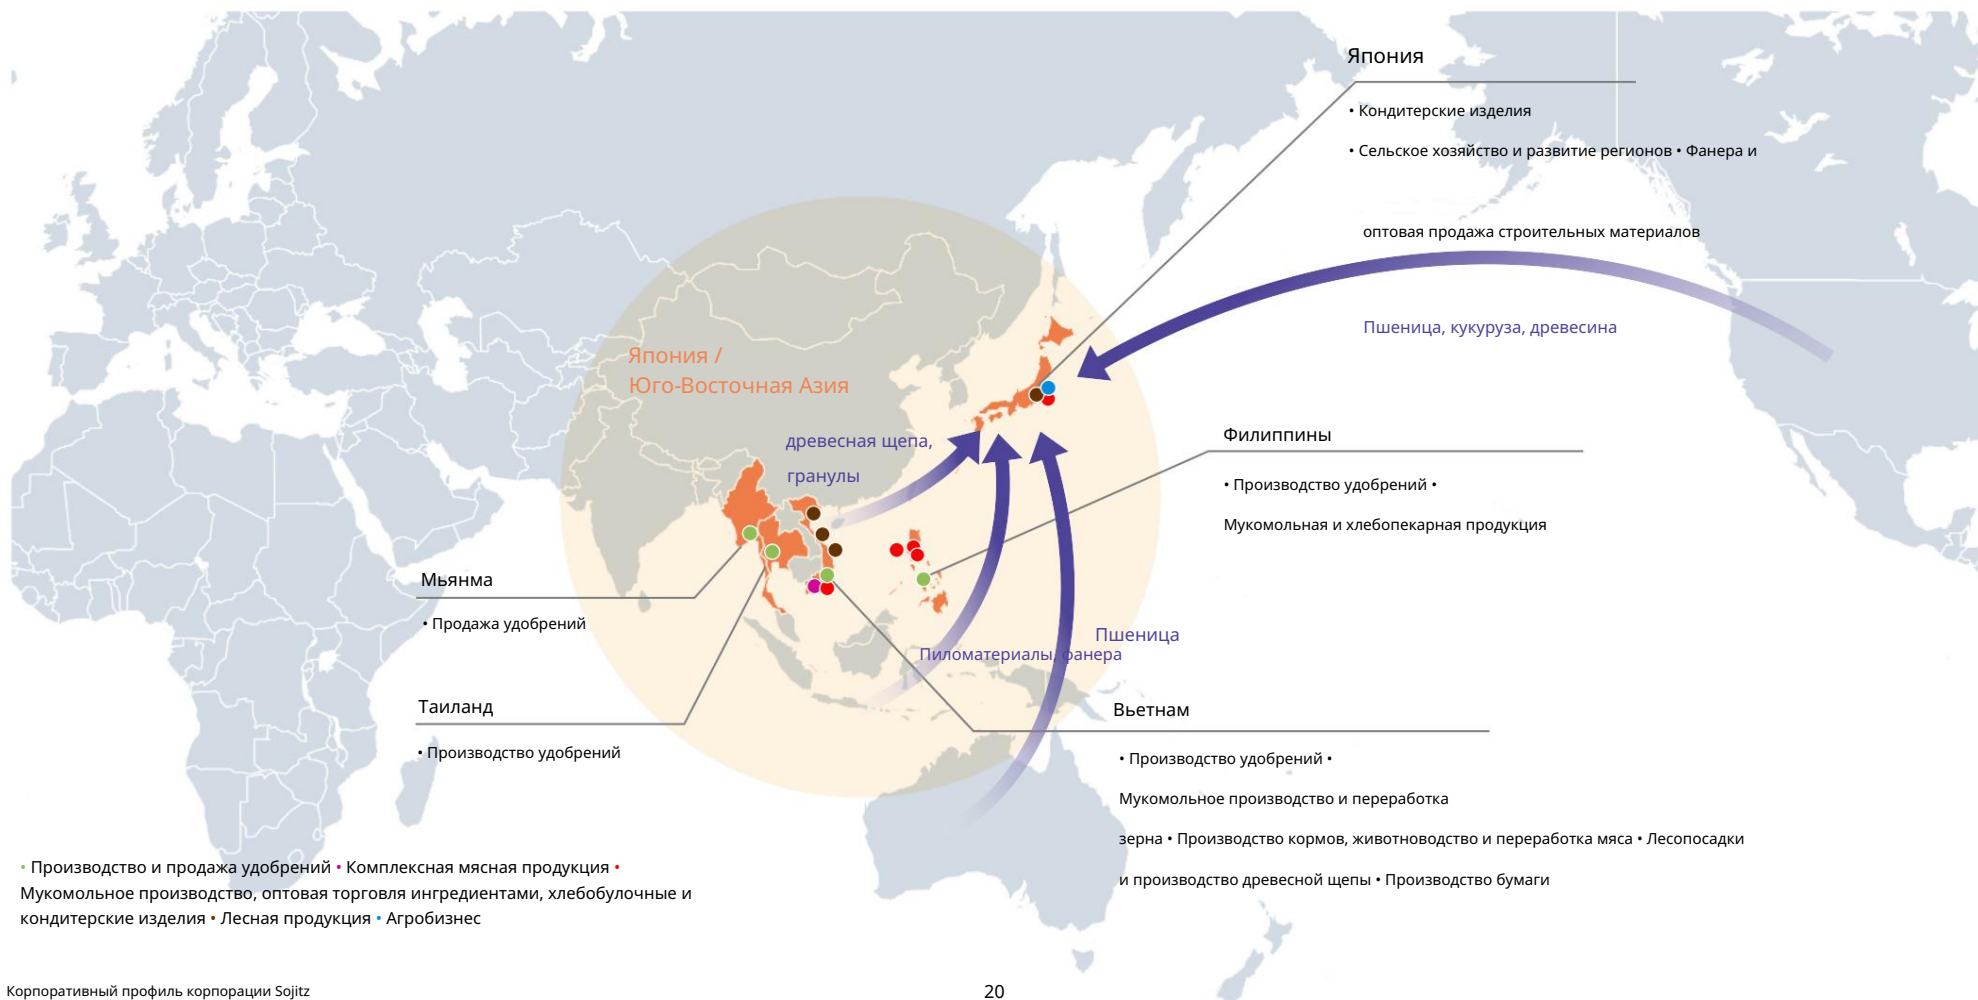 Япония
• Кондитерские изделия
• Сельское хозяйство и развитие регионов • Фанера и
оптовая продажа строительных материалов
Пшеница, кукуруза, древесина
Япония /
Юго-Восточная Азия
древесная щепа,
гранулы
Филиппины
• Производство удобрений •
Мукомольная и хлебопекарная продукция
Мьянма
• Продажа удобрений
Пшеница
Пиломатериалы, фанера
Таиланд
• Производство удобрений
Вьетнам
• Производство удобрений •
Мукомольное производство и переработка
зерна • Производство кормов, животноводство и переработка мяса • Лесопосадки
и производство древесной щепы • Производство бумаги
• Производство и продажа удобрений • Комплексная мясная продукция •
Мукомольное производство, оптовая торговля ингредиентами, хлебобулочные и
кондитерские изделия • Лесная продукция • Агробизнес
Корпоративный профиль корпорации Sojitz
20